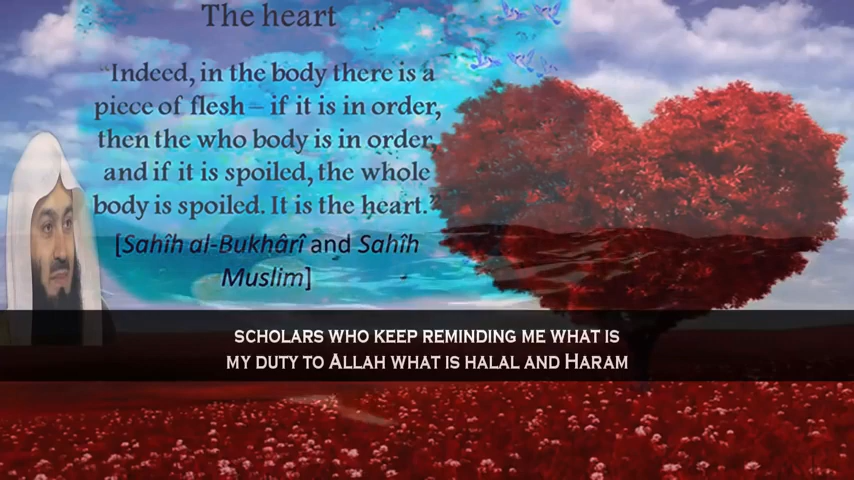 The heart
"Indeed, in the body there is a
piece of flesh – if it is in order,
then the who body is in order,
and if it is spoiled, the whole
body is spoiled. It is the heart."
[Sahîh al-Bukhârî and Sahîh
Muslim]
SCHOLARS WHO KEEP REMINDING ME WHAT IS
MY DUTY TO ALLAH WHAT IS HALAL AND HARAM